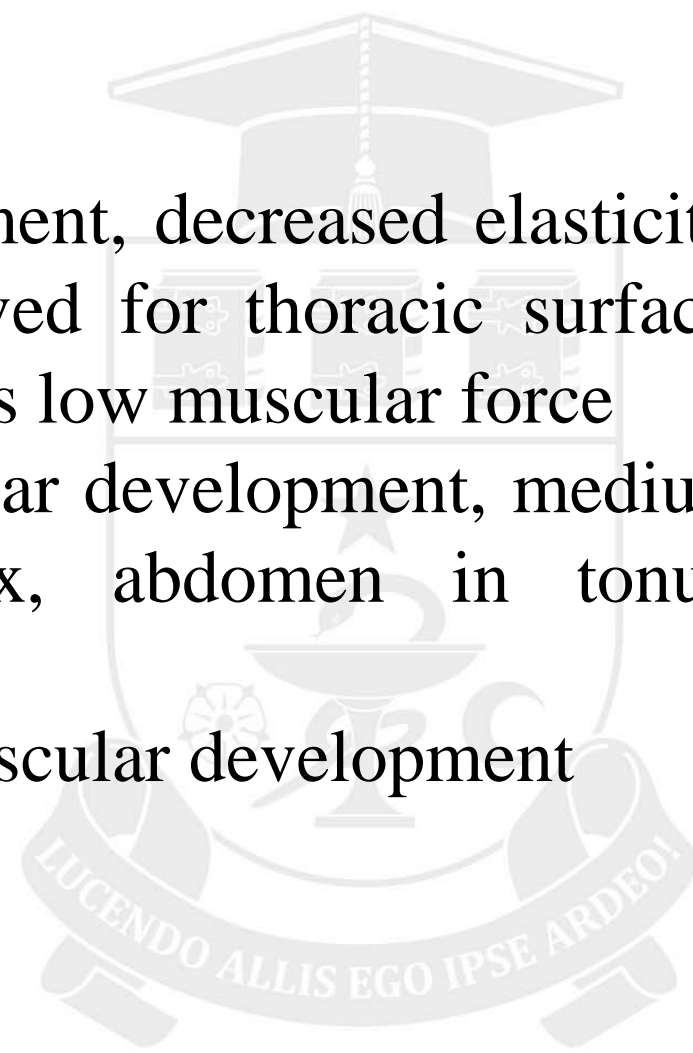 nent, decreased elasticit
ved for thoracic surfac
s low muscular force
ar development, mediu
x, abdomen in tonu
scular development
LUCENDO ALLIS EGO IPSE ARDEO!